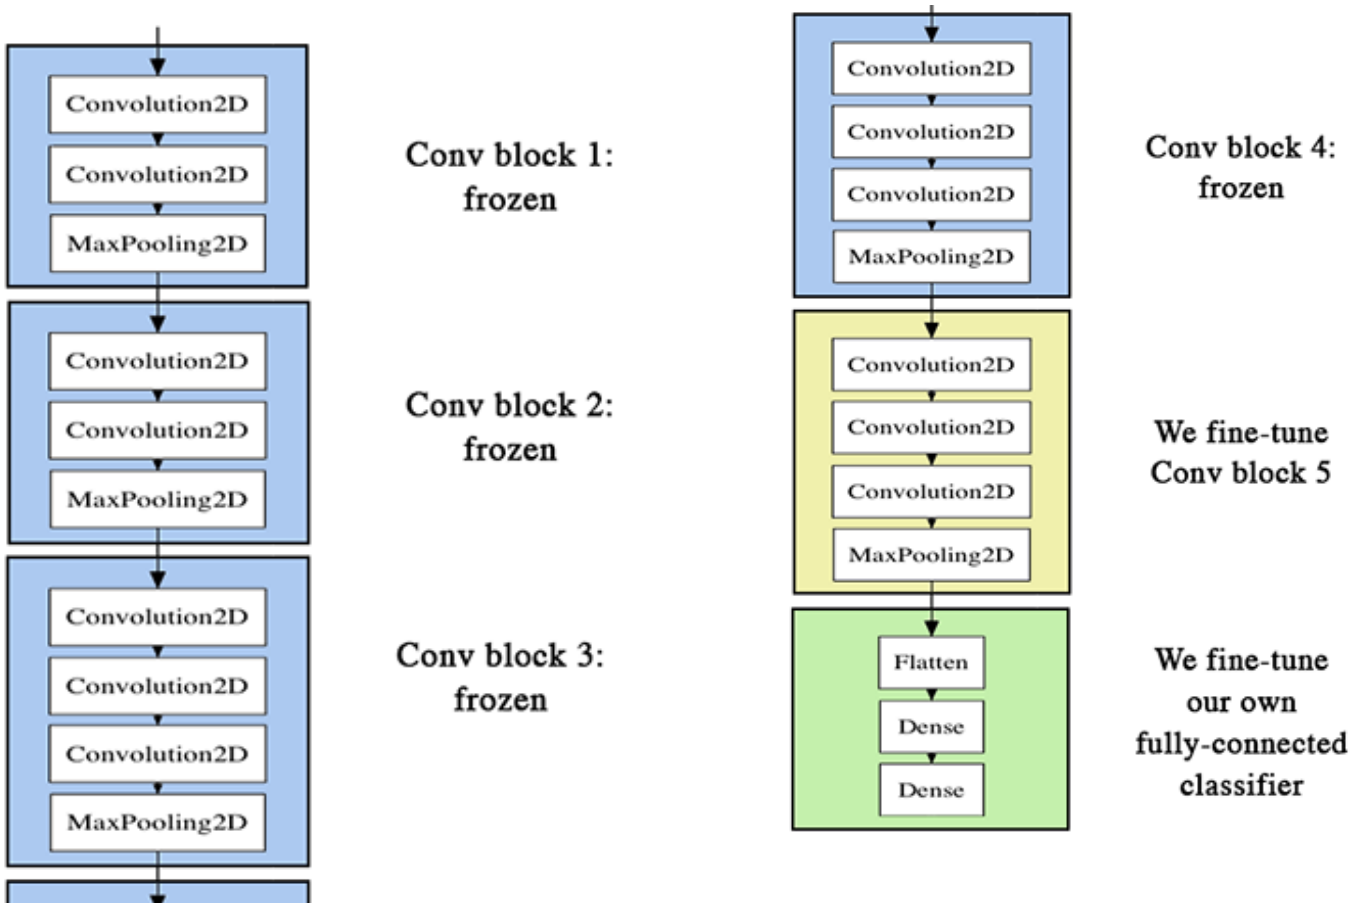 Convolution2D
Convolution2D
MaxPooling2D
Conv block 1:
frozen
Convolution2D
Convolution2D
MaxPooling2D
Conv block 2:
frozen
Convolution2D
Convolution2D
Convolution2D
MaxPooling2D
Conv block 3:
frozen
Convolution2D
Convolution2D
Convolution2D
MaxPooling2D
Conv block 4:
frozen
Convolution2D
Convolution2D
Convolution2D
MaxPooling2D
We fine-tune
Conv block 5
Flatten
Dense
Dense
We fine-tune
our own
fully-connected
classifier